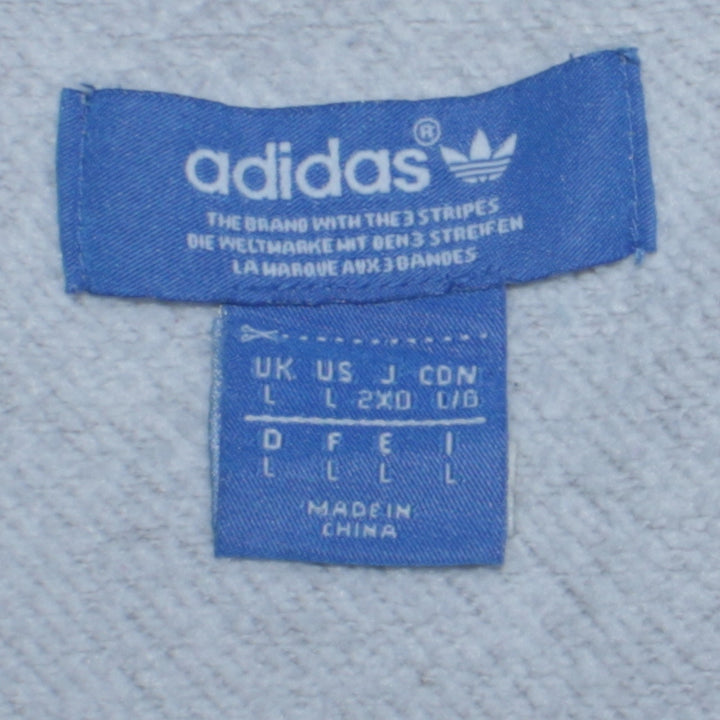 adidas®
THE BRAND WITH THE 3 STRIPES
DIE WELTMARKE MIT DEN 3 STREIFEN
LA MARQUE AUX 3 BANDES
UK US J CDN
L L 2XO L/G
D F E I
L L L L
MADE IN
CHINA